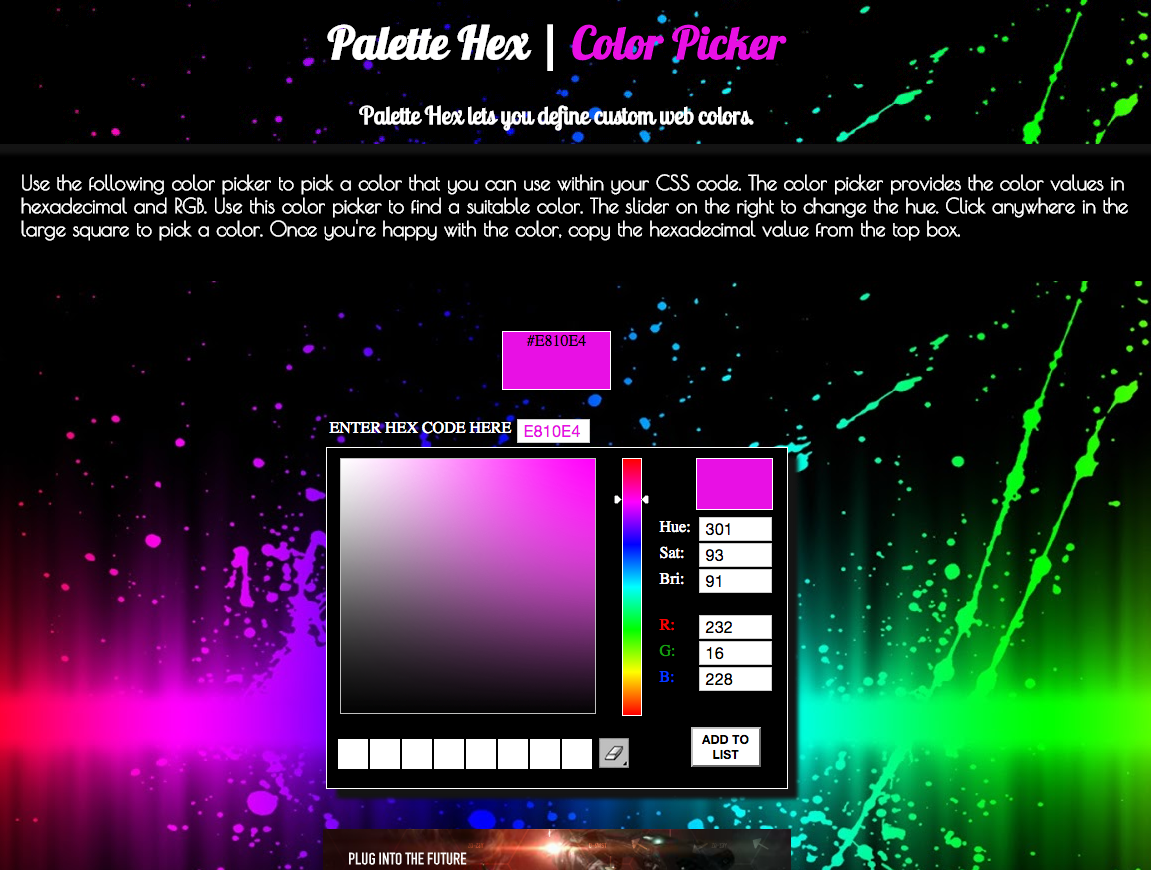 Palette Hex | Color Picker
Palette Hex lets you define custom web colors.
Use the following color picker to pick a color that you can use within your CSS code. The color picker provides the color values in
hexadecimal and RGB. Use this color picker to find a suitable color. The slider on the right to change the hue. Click anywhere in the
large square to pick a color. Once you're happy with the color, copy the hexadecimal value from the top box.
#E810E4
ENTER HEX CODE HERE E810E4
Hue: 301
Sat: 93
Bri: 91
R: 232
G: 16
B: 228
ADD TO
LIST
PLUG INTO THE FUTURE